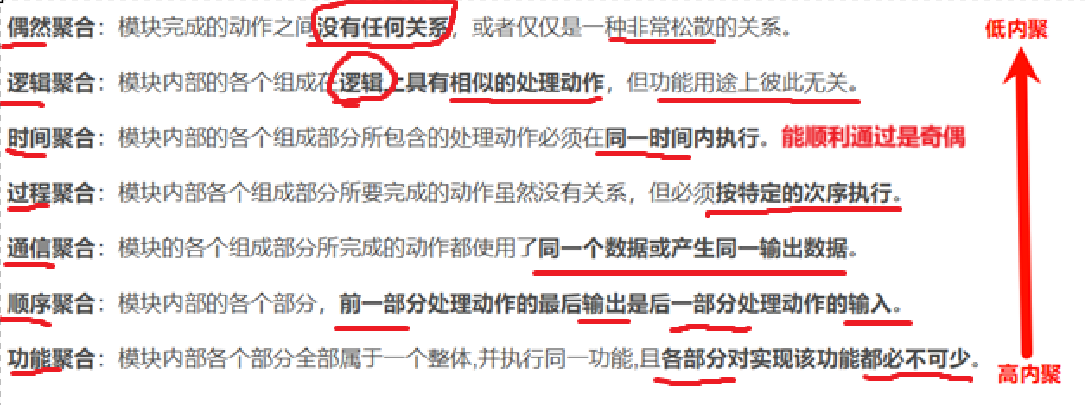 偶然聚合：模块完成的动作之间没有任何关系，或者仅仅是一种非常松散的关系。
低内聚
逻辑聚合：模块内部的各个组成在逻辑上具有相似的处理动作，但功能用途上彼此无关。
时间聚合：模块内部的各个组成部分所包含的处理动作必须在同一时间内执行。能顺利通过是奇偶
过程聚合：模块内部各个组成部分所要完成的动作虽然没有关系，但必须按特定的次序执行。
通信聚合：模块的各个组成部分所完成的动作都使用了同一个数据或产生同一输出数据。
顺序聚合：模块内部的各个部分，前一部分处理动作的最后输出是后一部分处理动作的输入。
功能聚合：模块内部各个部分全部属于一个整体,并执行同一功能,且各部分对实现该功能都必不可少。
高内聚